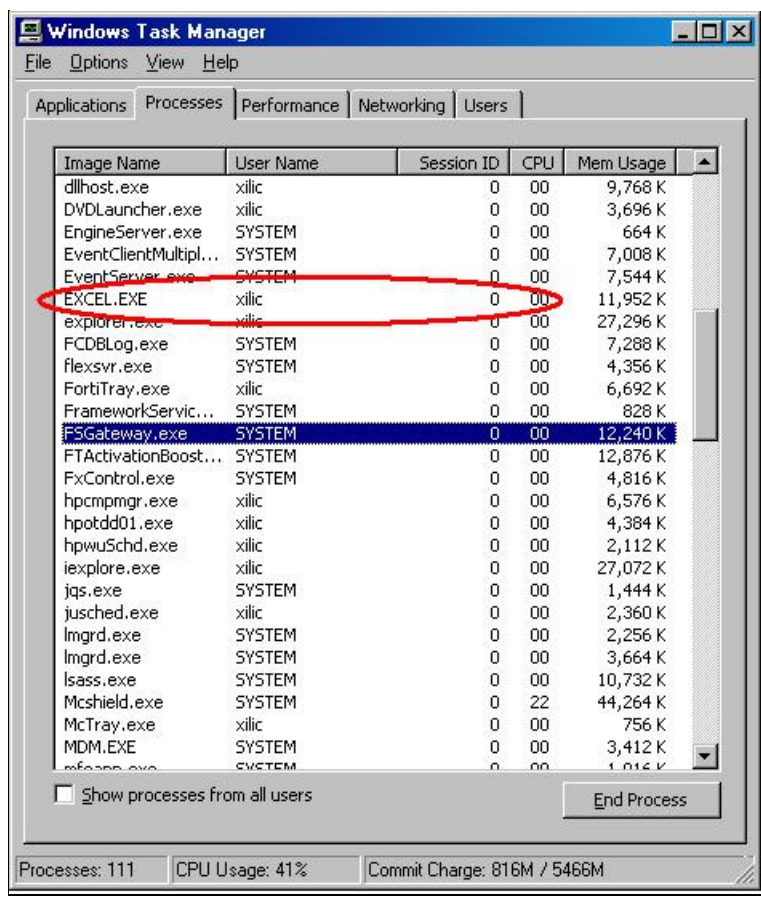 Windows Task Manager
File Options View Help
Applications Processes Performance Networking Users
Image Name User Name Session ID CPU Mem Usage
dllhost.exe xilic 0 00 9,768 K
DVDLauncher.exe xilic 0 00 3,696 K
EngineServer.exe SYSTEM 0 00 664 K
EventClientMultipl... SYSTEM 0 00 7,008 K
EventServer.exe SYSTEM 0 00 7,544 K
EXCEL.EXE xilic 0 00 11,952 K
explorer.exe xilic 0 00 27,296 K
FCDBLog.exe SYSTEM 0 00 7,288 K
flexsvr.exe SYSTEM 0 00 4,356 K
FortiTray.exe xilic 0 00 6,692 K
FrameworkServic... SYSTEM 0 00 828 K
FSGateway.exe SYSTEM 0 00 12,240 K
FTActivationBoost... SYSTEM 0 00 12,876 K
FxControl.exe SYSTEM 0 00 4,816 K
hpcmpmgr.exe xilic 0 00 6,576 K
hpotdd01.exe xilic 0 00 4,384 K
hpwuSchd.exe xilic 0 00 2,112 K
iexplore.exe xilic 0 00 27,072 K
jqs.exe SYSTEM 0 00 1,444 K
jusched.exe xilic 0 00 2,360 K
lmgrd.exe SYSTEM 0 00 2,256 K
lmgrd.exe SYSTEM 0 00 3,664 K
lsass.exe SYSTEM 0 00 10,732 K
Mcshield.exe SYSTEM 0 22 44,264 K
McTray.exe xilic 0 00 756 K
MDM.EXE SYSTEM 0 00 3,412 K
SYSTEM 0 00
Show processes from all users
End Process
Processes: 111 CPU Usage: 41% Commit Charge: 816M / 5466M